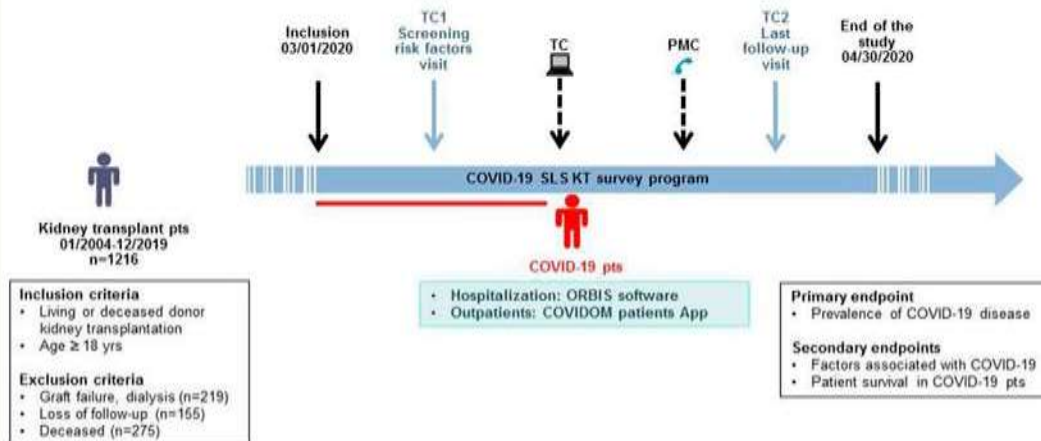 Inclusion
03/01/2020
TC1
Screening
risk factors
visit
TC
PMC
TC2
Last
follow-up
visit
End of the
study
04/30/2020
COVID-19 SLS KT survey program
Kidney transplant pts
01/2004-12/2019
n=1216
COVID-19 pts
Inclusion criteria
• Living or deceased donor
kidney transplantation
• Age ≥ 18 yrs
Exclusion criteria
• Graft failure, dialysis (n=219)
• Loss of follow-up (n=155)
• Deceased (n=275)
• Hospitalization: ORBIS software
• Outpatients: COVIDOM patients App
Primary endpoint
• Prevalence of COVID-19 disease
Secondary endpoints
• Factors associated with COVID-19
• Patient survival in COVID-19 pts